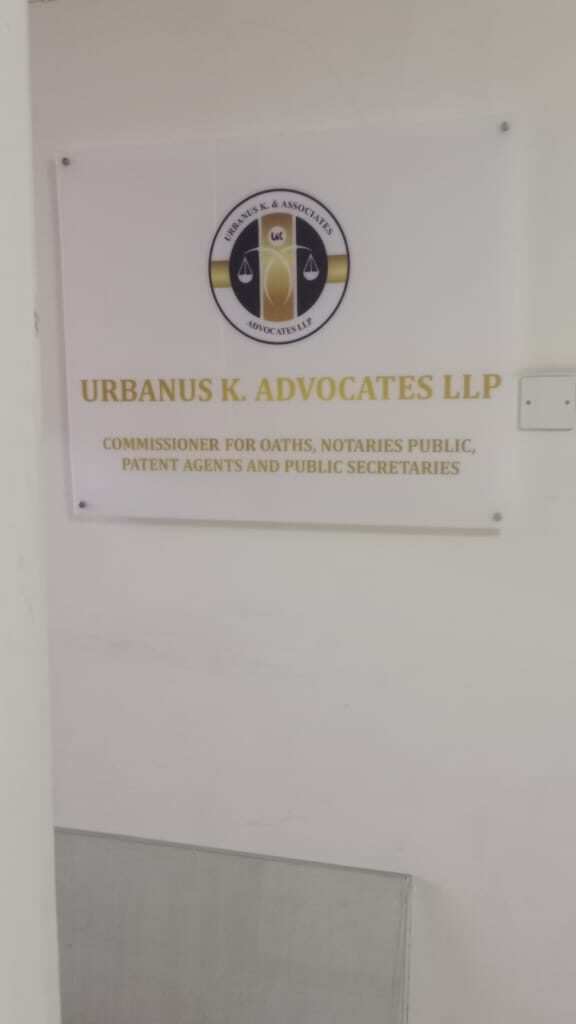 URBANUS K. & ASSOCIATES
UK
ADVOCATES LLP
URBANUS K. ADVOCATES LLP
COMMISSIONER FOR OATHS, NOTARIES PUBLIC,
PATENT AGENTS AND PUBLIC SECRETARIES